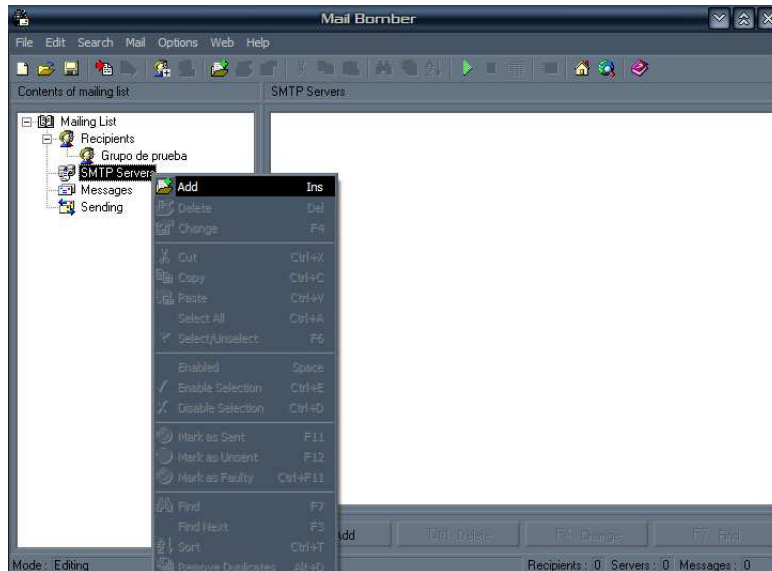 Mail Bomber
File Edit Search Mail Options Web Help
Contents of mailing list
SMTP Servers
Mailing List
Recipients
Grupo de prueba
SMTP Servers
Messages
Sending
Add Ins
Delete Del
Change F4
Cut Ctrl+X
Copy Ctrl+C
Paste Ctrl+V
Select All Ctrl+A
Select/Unselect F6
Enabled Space
Enable Selection Ctrl+E
Disable Selection Ctrl+D
Mark as Sent F11
Mark as Unsent F12
Mark as Faulty Ctrl+F11
Find F7
Find Next F3
Sort Ctrl+T
Remove Duplicates Alt+D
Add Del - Delete F4 Change F7 Find
Mode : Editing Recipients : 0 Servers : 0 Messages : 0